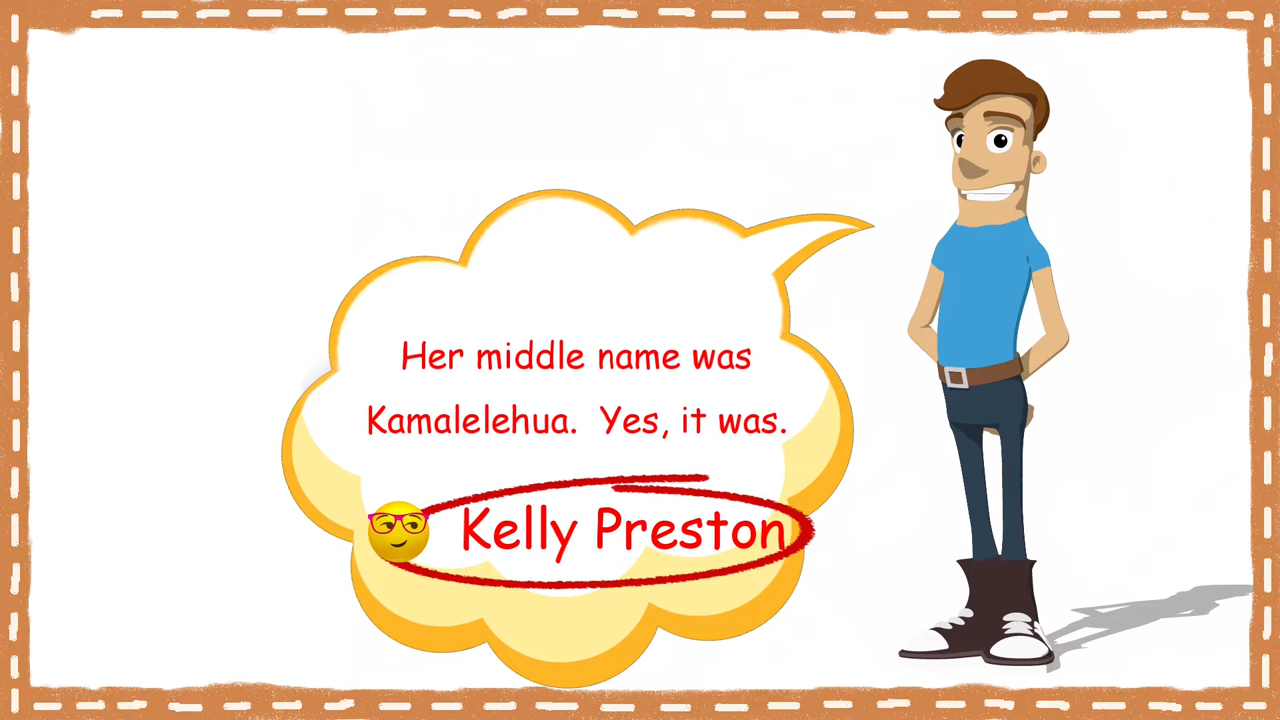 Her middle name was
Kamalelehua.  Yes, it was.
Kelly Preston